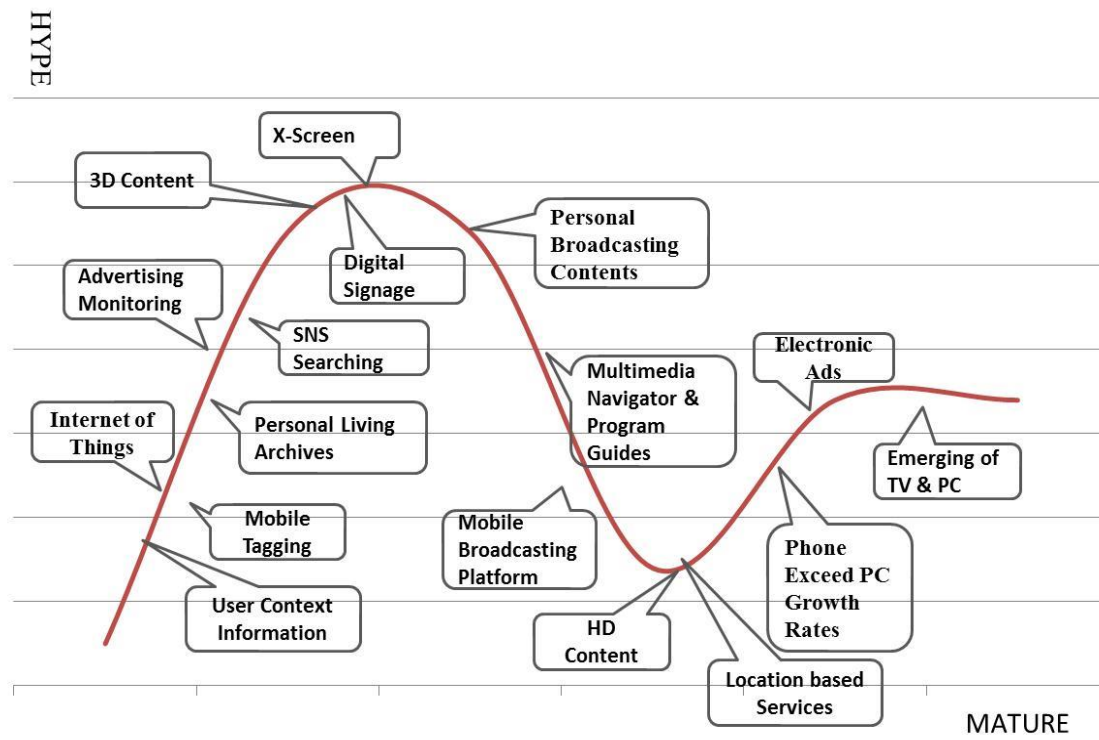 HYPE
X-Screen
3D Content
Personal
Broadcasting
Contents
Digital
Signage
Advertising
Monitoring
SNS
Searching
Electronic
Ads
Multimedia
Navigator &
Program
Guides
Internet of
Things
Personal Living
Archives
Emerging of
TV & PC
Mobile
Tagging
Mobile
Broadcasting
Platform
Phone
Exceed PC
Growth
Rates
User Context
Information
HD
Content
Location based
Services
MATURE